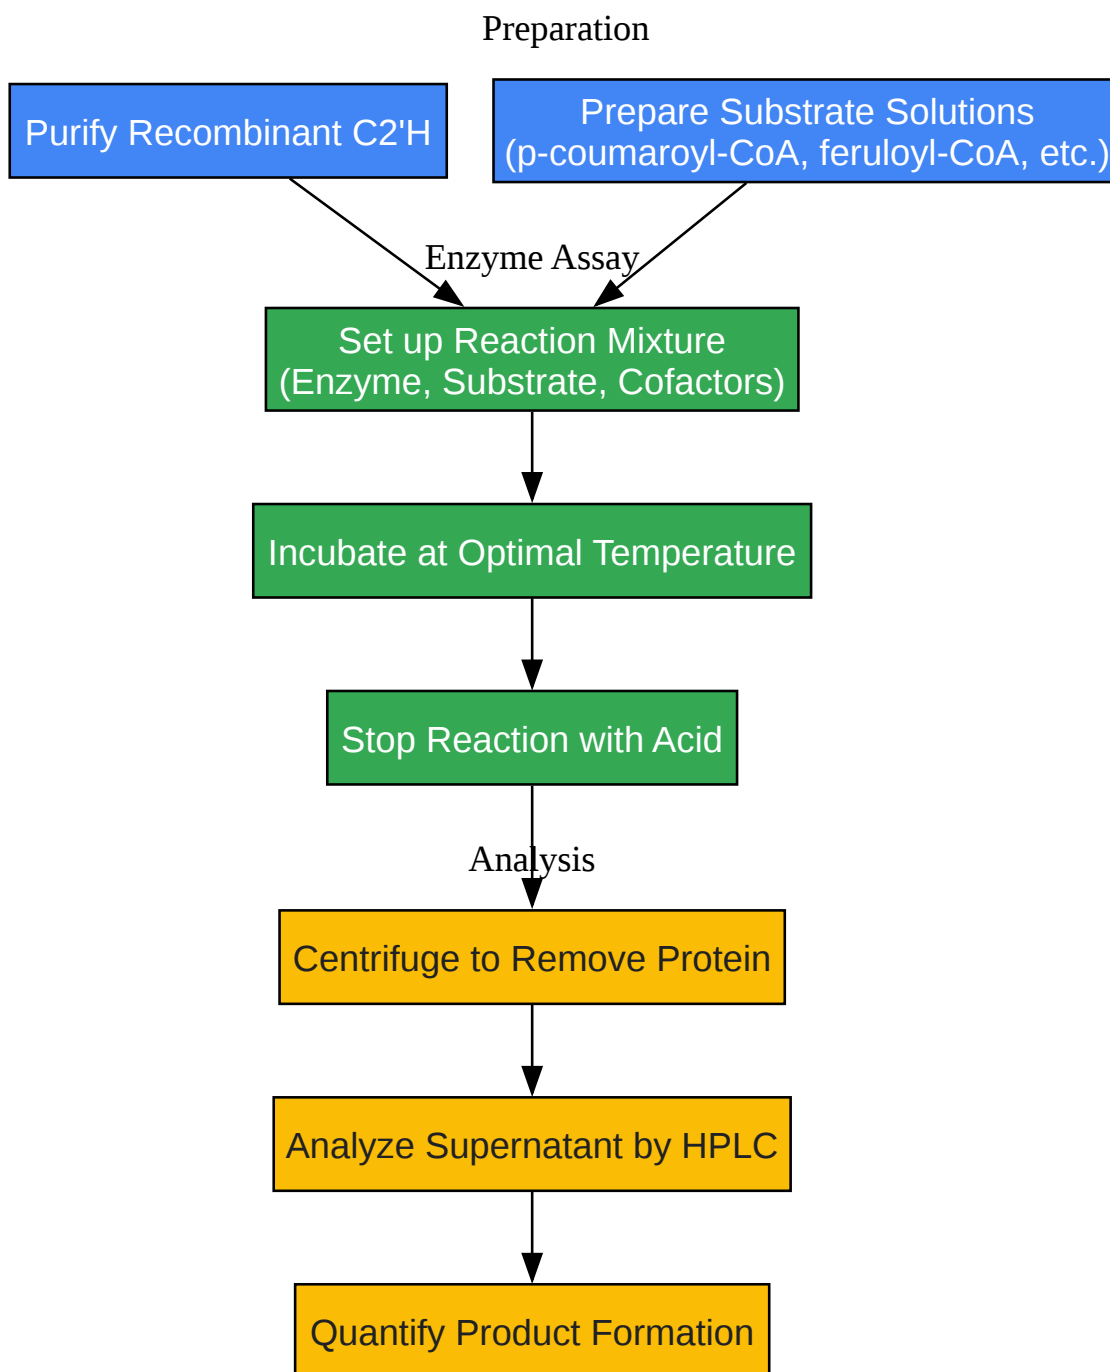 Preparation
Purify Recombinant C2'H
Prepare Substrate Solutions
(p-coumaroyl-CoA, feruloyl-CoA, etc.)
Enzyme Assay
Set up Reaction Mixture
(Enzyme, Substrate, Cofactors)
Incubate at Optimal Temperature
Stop Reaction with Acid
Analysis
Centrifuge to Remove Protein
Analyze Supernatant by HPLC
Quantify Product Formation